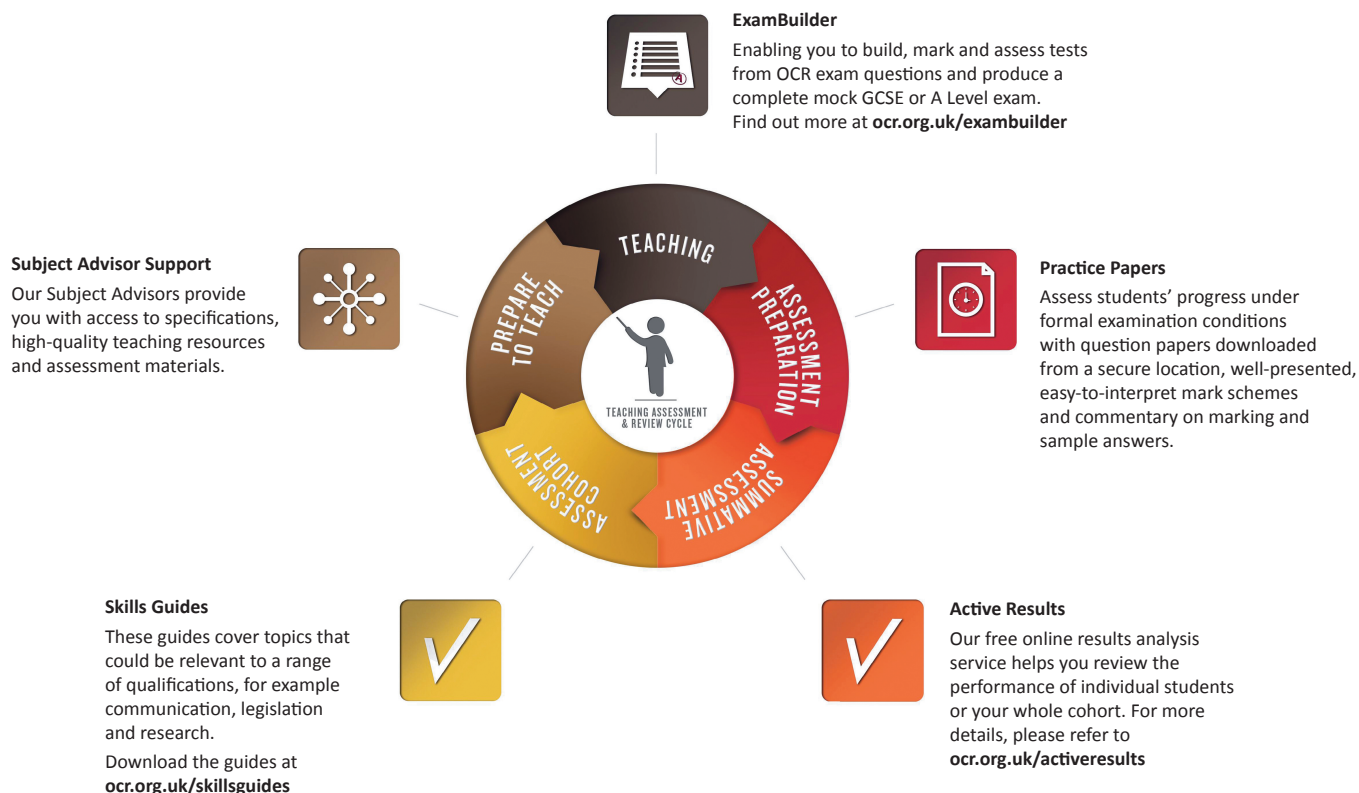 ExamBuilder
Enabling you to build, mark and assess tests
from OCR exam questions and produce a
complete mock GCSE or A Level exam.
Find out more at ocr.org.uk/exambuilder
Subject Advisor Support
Our Subject Advisors provide
you with access to specifications,
high-quality teaching resources
and assessment materials.
TEACHING
PREPARE
TO TEACH
ASSESSMENT
PREPARATION
SUMMATIVE
ASSESSMENT
ASSESSMENT
COHORT
TEACHING ASSESSMENT
& REVIEW CYCLE
Practice Papers
Assess students’ progress under
formal examination conditions
with question papers downloaded
from a secure location, well-presented,
easy-to-interpret mark schemes
and commentary on marking and
sample answers.
Skills Guides
These guides cover topics that
could be relevant to a range
of qualifications, for example
communication, legislation
and research.
Download the guides at
ocr.org.uk/skillsguides
Active Results
Our free online results analysis
service helps you review the
performance of individual students
or your whole cohort. For more
details, please refer to
ocr.org.uk/activeresults
A